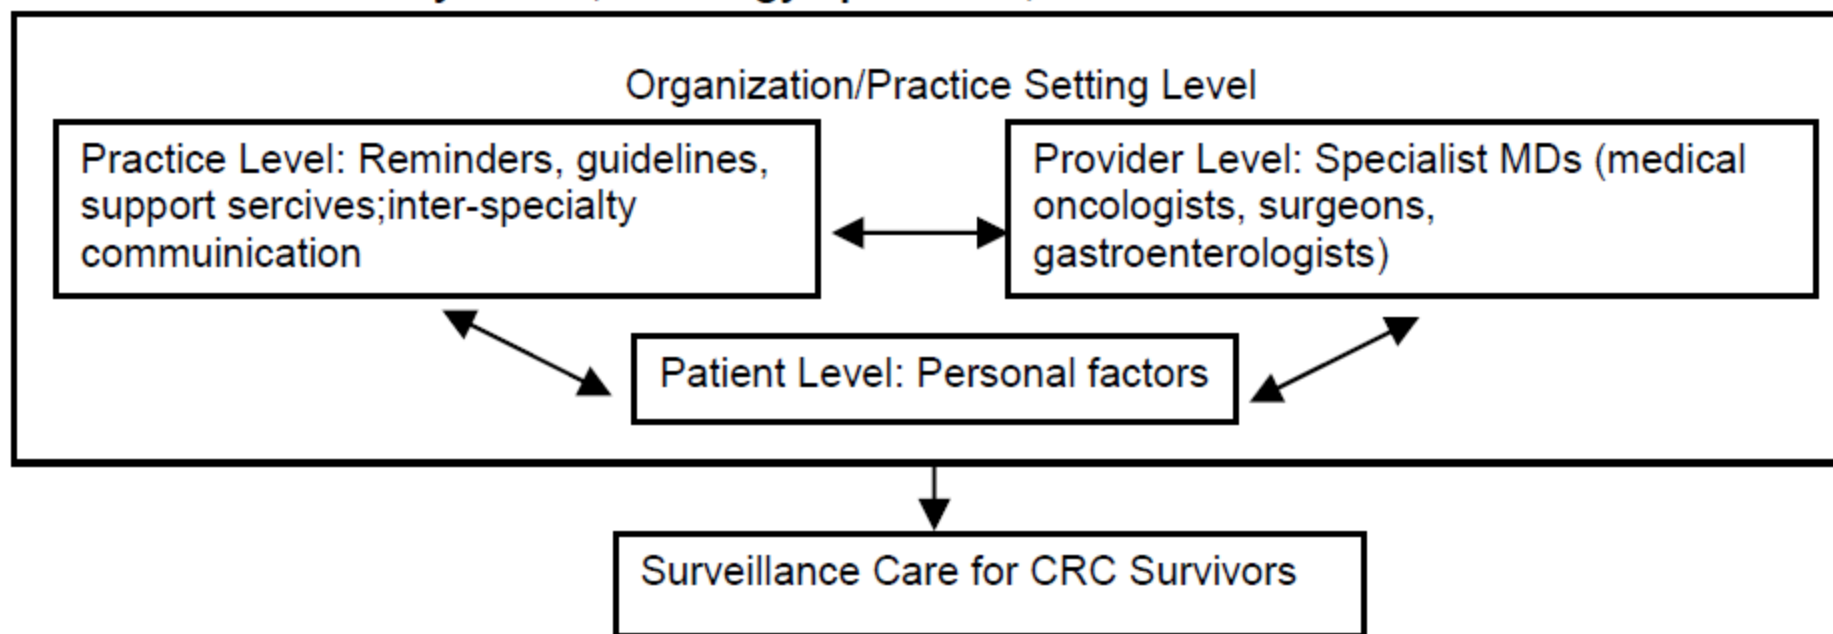 Organization/Practice Setting Level
Practice Level: Reminders, guidelines,
support sercives;inter-specialty
commuinication
Provider Level: Specialist MDs (medical
oncologists, surgeons,
gastroenterologists)
Patient Level: Personal factors
Surveillance Care for CRC Survivors